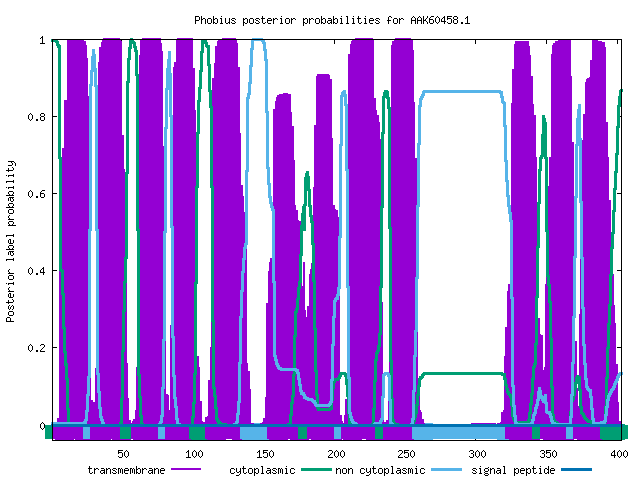 Phobius posterior probabilities for AAK60458.1
1
0.8
0.6
0.4
0.2
0
Posterior label probability
50 100 150 200 250 300 350 400
transmembrane cytoplasmic non cytoplasmic signal peptide